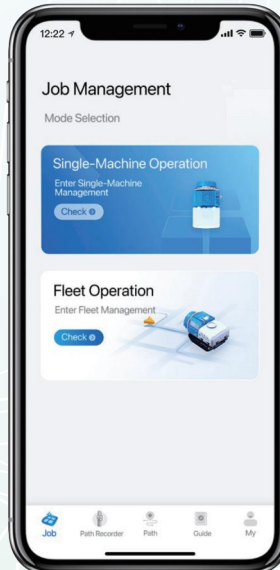 12:22
Job Management
Mode Selection
Single-Machine Operation
Enter Single-Machine
Management
Check
Fleet Operation
Enter Fleet Management
Check
Job
Path Recorder
Path
Guide
My